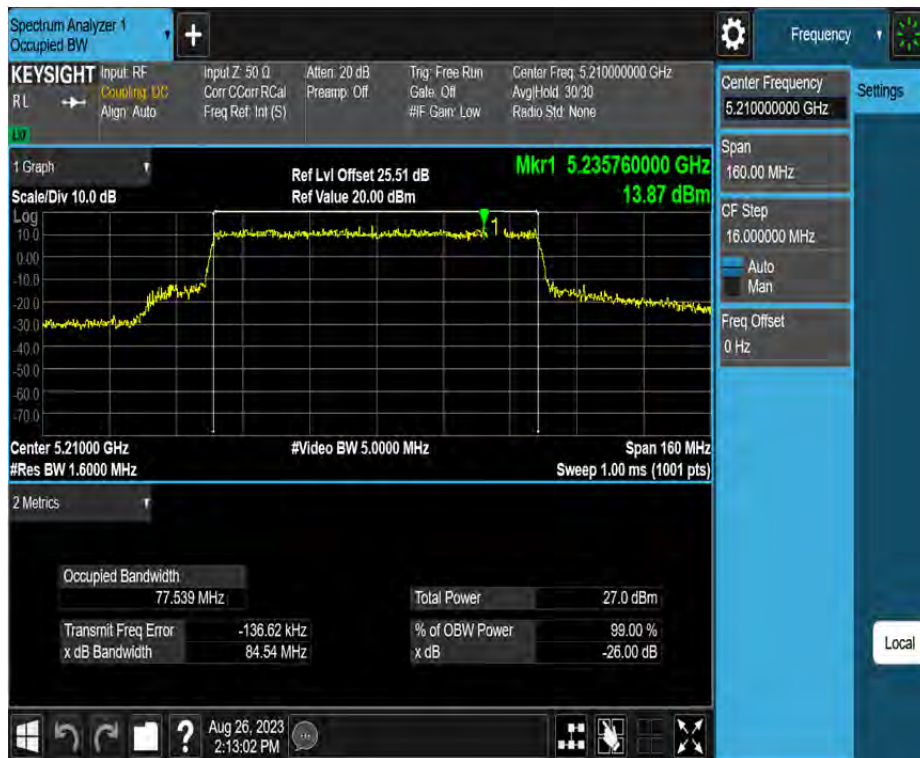 Spectrum Analyzer 1
Occupied BW
+
Frequency
KEYSIGHT
RL
LXI
Input: RF
Coupling: DC
Align: Auto
Input Z: 50 Ω
Corr CCorr RCal
Freq Ref: Int (S)
Atten: 20 dB
Preamp: Off
Trig: Free Run
Gate: Off
#IF Gain: Low
Center Freq: 5.210000000 GHz
Avg|Hold: 30/30
Radio Std: None
Center Frequency
5.210000000 GHz
Settings
Span
160.00 MHz
CF Step
16.000000 MHz
Auto
Man
Freq Offset
0 Hz
Local
1 Graph
Scale/Div 10.0 dB
Ref Lvl Offset 25.51 dB
Ref Value 20.00 dBm
Mkr1 5.235760000 GHz
13.87 dBm
Log
10.0
0.00
-10.0
-20.0
-30.0
-40.0
-50.0
-60.0
-70.0
1
Center 5.21000 GHz
#Video BW 5.0000 MHz
Span 160 MHz
#Res BW 1.6000 MHz
Sweep 1.00 ms (1001 pts)
2 Metrics
Occupied Bandwidth
77.539 MHz
Total Power 27.0 dBm
Transmit Freq Error -136.62 kHz
% of OBW Power 99.00 %
x dB Bandwidth 84.54 MHz
x dB -26.00 dB
?
Aug 26, 2023
2:13:02 PM